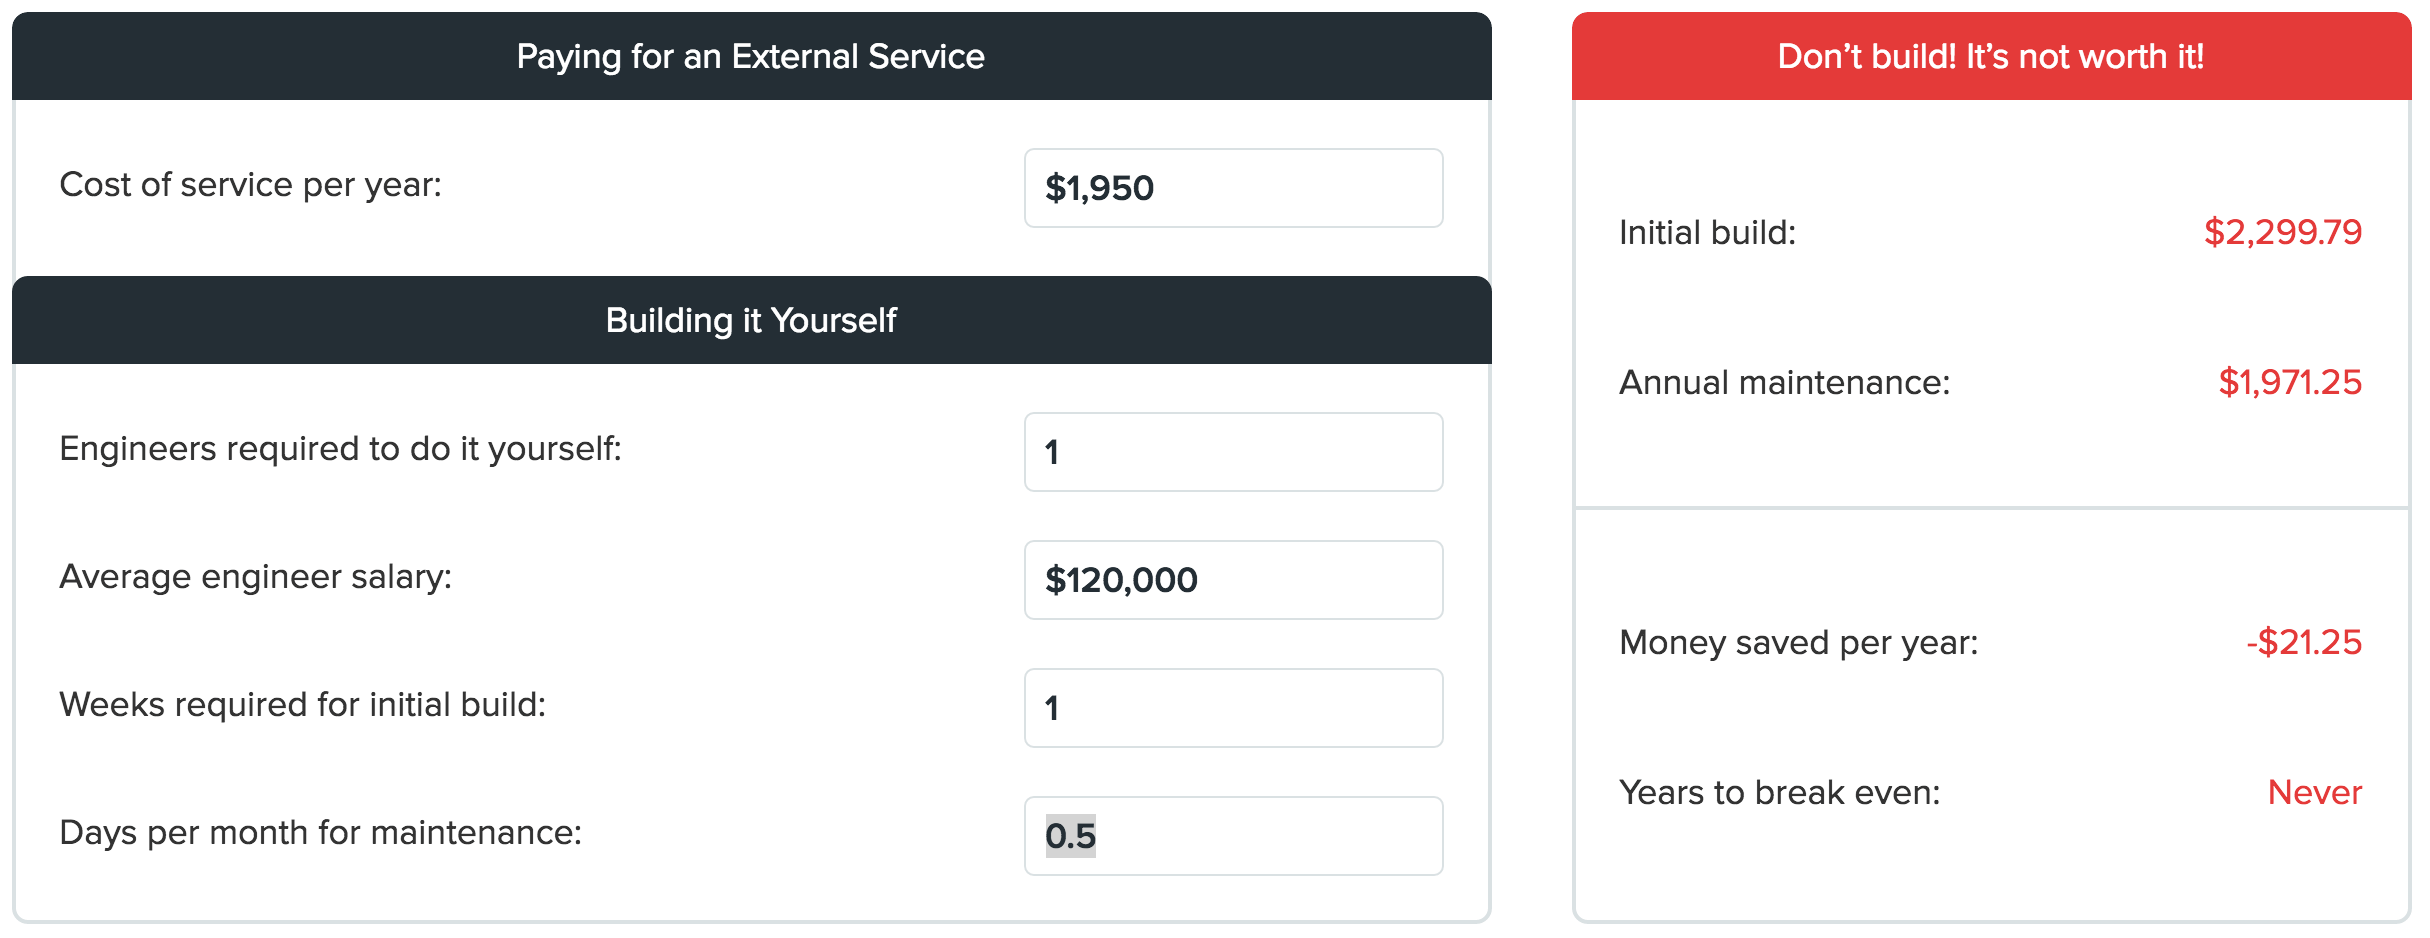 Paying for an External Service
Cost of service per year:
$1,950
Building it Yourself
Engineers required to do it yourself:
1
Average engineer salary:
$120,000
Weeks required for initial build:
1
Days per month for maintenance:
0.5
Don’t build! It’s not worth it!
Initial build:
$2,299.79
Annual maintenance:
$1,971.25
Money saved per year:
-$21.25
Years to break even:
Never